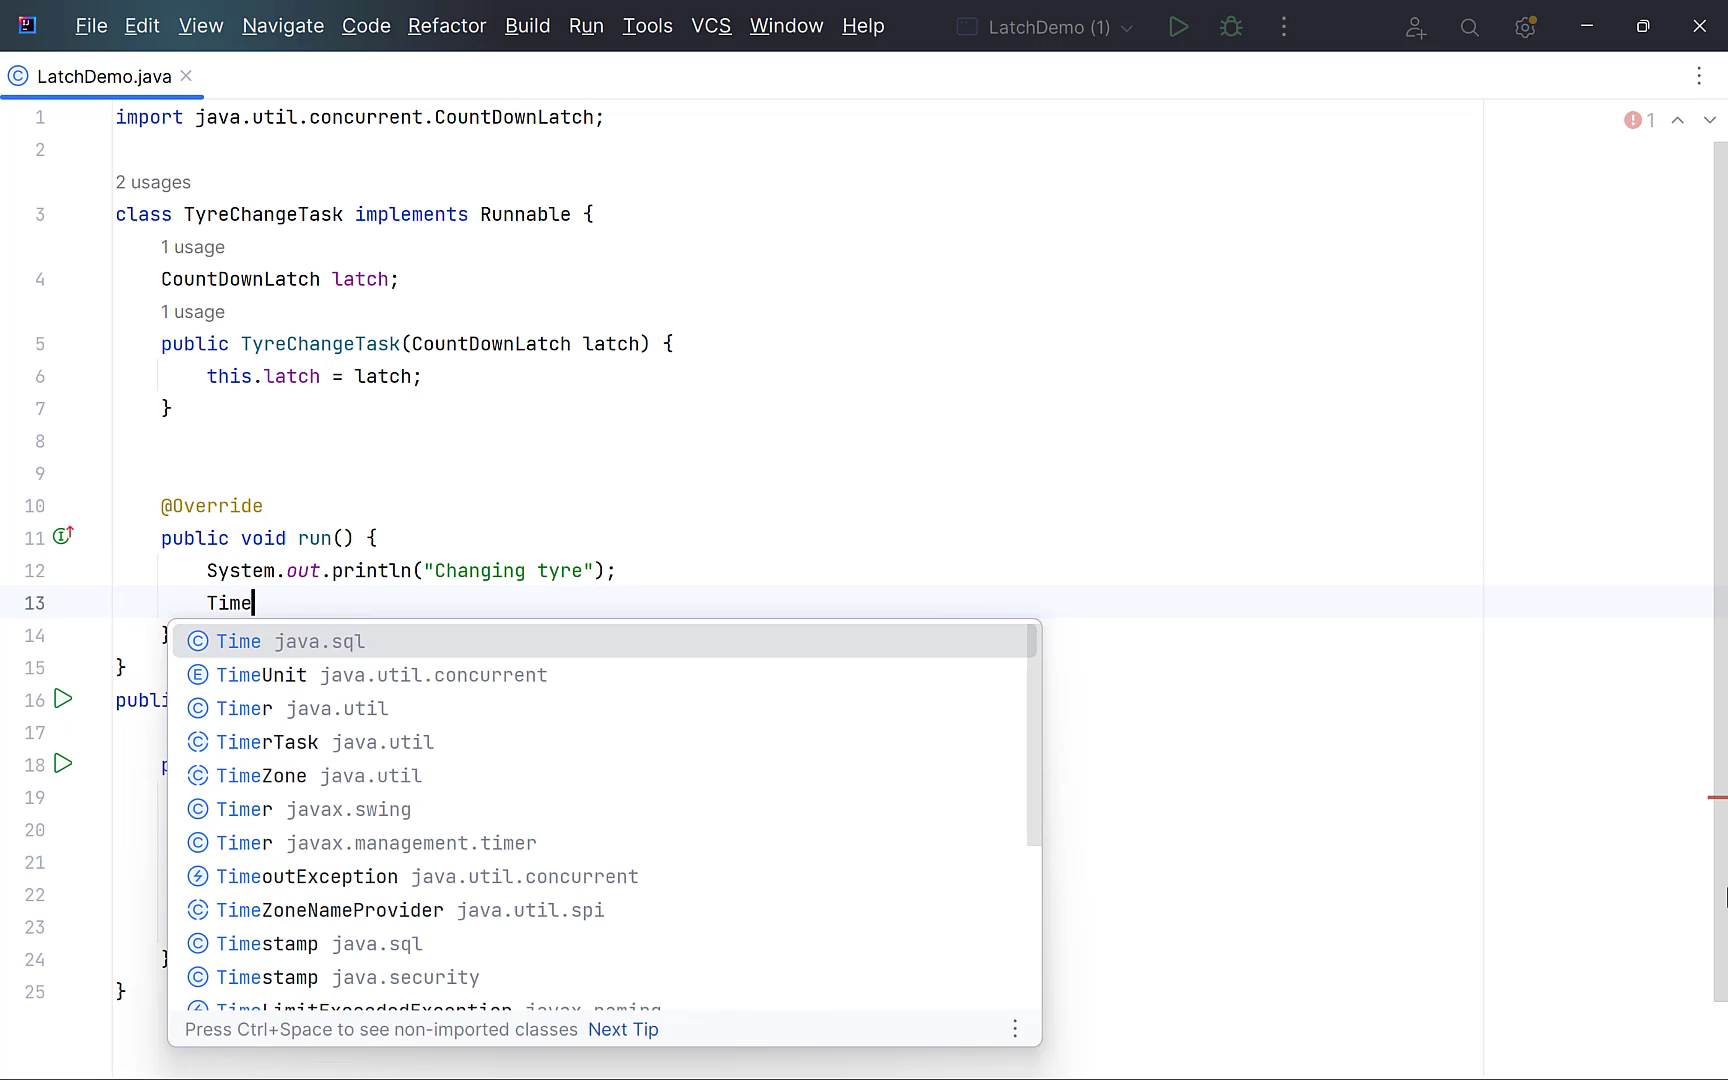 File Edit View Navigate Code Refactor Build Run Tools VCS Window Help LatchDemo (1)
LatchDemo.java
1 import java.util.concurrent.CountDownLatch;
1
2
2 usages
3 class TyreChangeTask implements Runnable {
1 usage
4 CountDownLatch latch;
1 usage
5 public TyreChangeTask(CountDownLatch latch) {
6 this.latch = latch;
7 }
8
9
10 @Override
11 public void run() {
12 System.out.println("Changing tyre");
13 Time
14 }
15 }
16 publi
17
18 p
19
20
21
22
23
24 }
25 }
Time java.sql
TimeUnit java.util.concurrent
Timer java.util
TimerTask java.util
TimeZone java.util
Timer javax.swing
Timer javax.management.timer
TimeoutException java.util.concurrent
TimeZoneNameProvider java.util.spi
Timestamp java.sql
Timestamp java.security
TimeLimitExceededException javax.naming
Press Ctrl+Space to see non-imported classes Next Tip